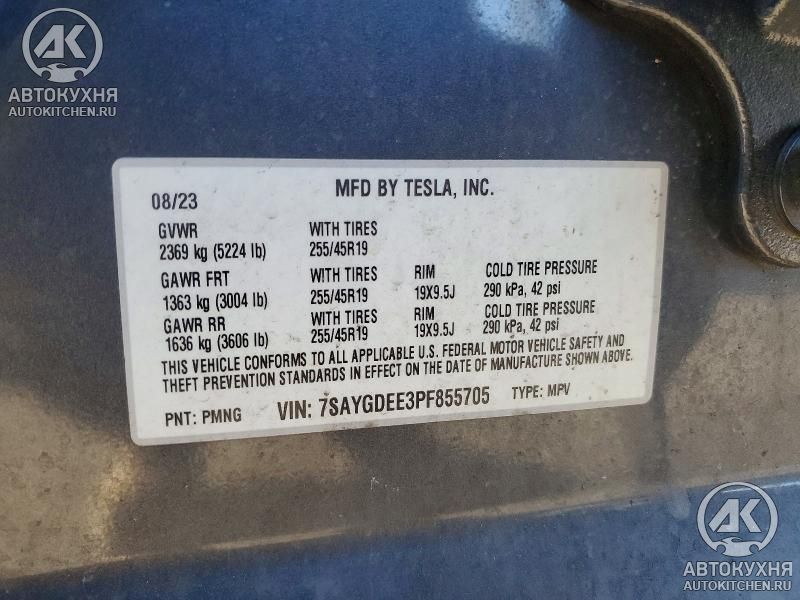 АК
АВТОКУХНЯ
AUTOKITCHEN.RU
MFD BY TESLA, INC.
08/23
GVWR WITH TIRES
2369 kg (5224 lb) 255/45R19
GAWR FRT WITH TIRES RIM COLD TIRE PRESSURE
1363 kg (3004 lb) 255/45R19 19X9.5J 290 kPa, 42 psi
GAWR RR WITH TIRES RIM COLD TIRE PRESSURE
1636 kg (3606 lb) 255/45R19 19X9.5J 290 kPa, 42 psi
THIS VEHICLE CONFORMS TO ALL APPLICABLE U.S. FEDERAL MOTOR VEHICLE SAFETY AND
THEFT PREVENTION STANDARDS IN EFFECT ON THE DATE OF MANUFACTURE SHOWN ABOVE.
PNT: PMNG VIN: 7SAYGDEE3PF855705 TYPE: MPV
АК
АВТОКУХНЯ
AUTOKITCHEN.RU